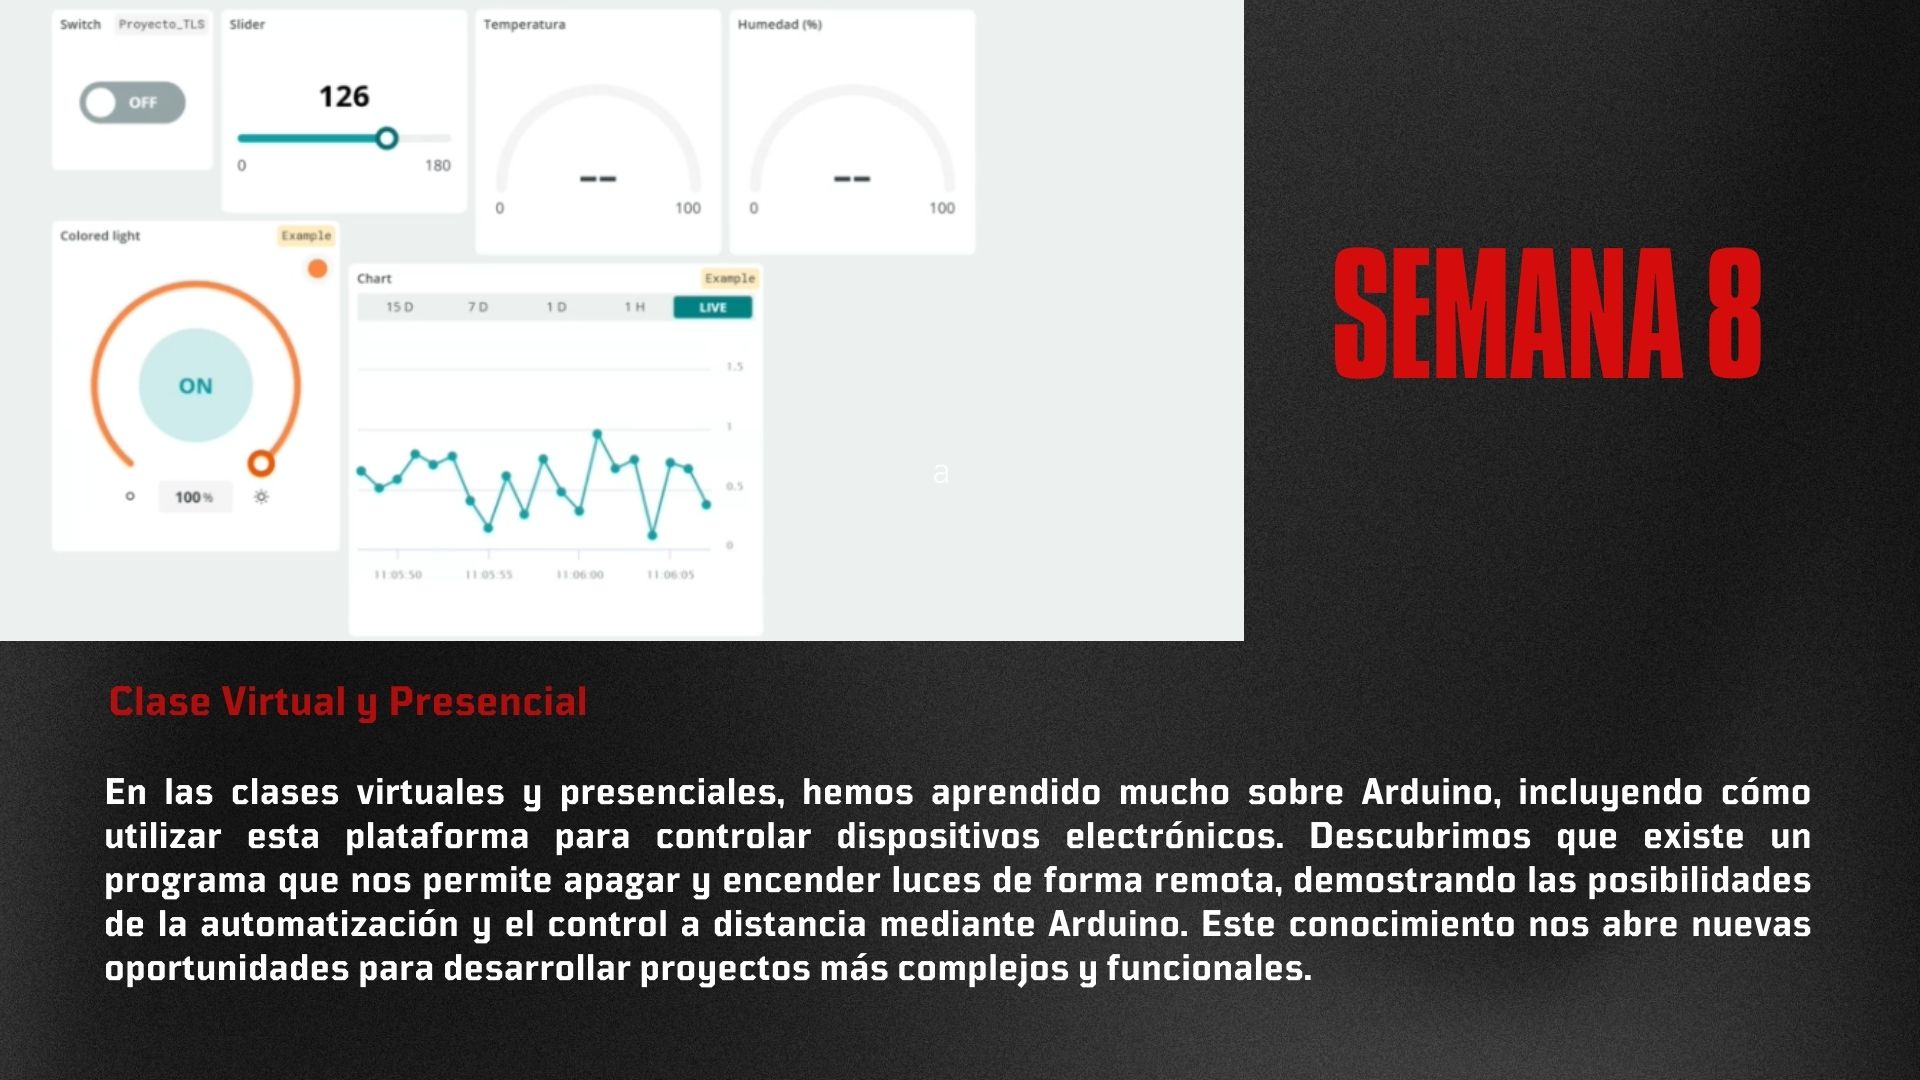 Switch Proyecto_TLS
Slider
Temperatura
Humedad (%)
OFF
126
0 180
--
0 100
--
0 100
Colored light Example
ON
100 %
Chart Example
15 D 7 D 1 D 1 H LIVE
1.5
1
0.5
0
11:05:50 11:05:55 11:06:00 11:06:05
a
SEMANA 8
Clase Virtual y Presencial
En las clases virtuales y presenciales, hemos aprendido mucho sobre Arduino, incluyendo cómo
utilizar esta plataforma para controlar dispositivos electrónicos. Descubrimos que existe un
programa que nos permite apagar y encender luces de forma remota, demostrando las posibilidades
de la automatización y el control a distancia mediante Arduino. Este conocimiento nos abre nuevas
oportunidades para desarrollar proyectos más complejos y funcionales.